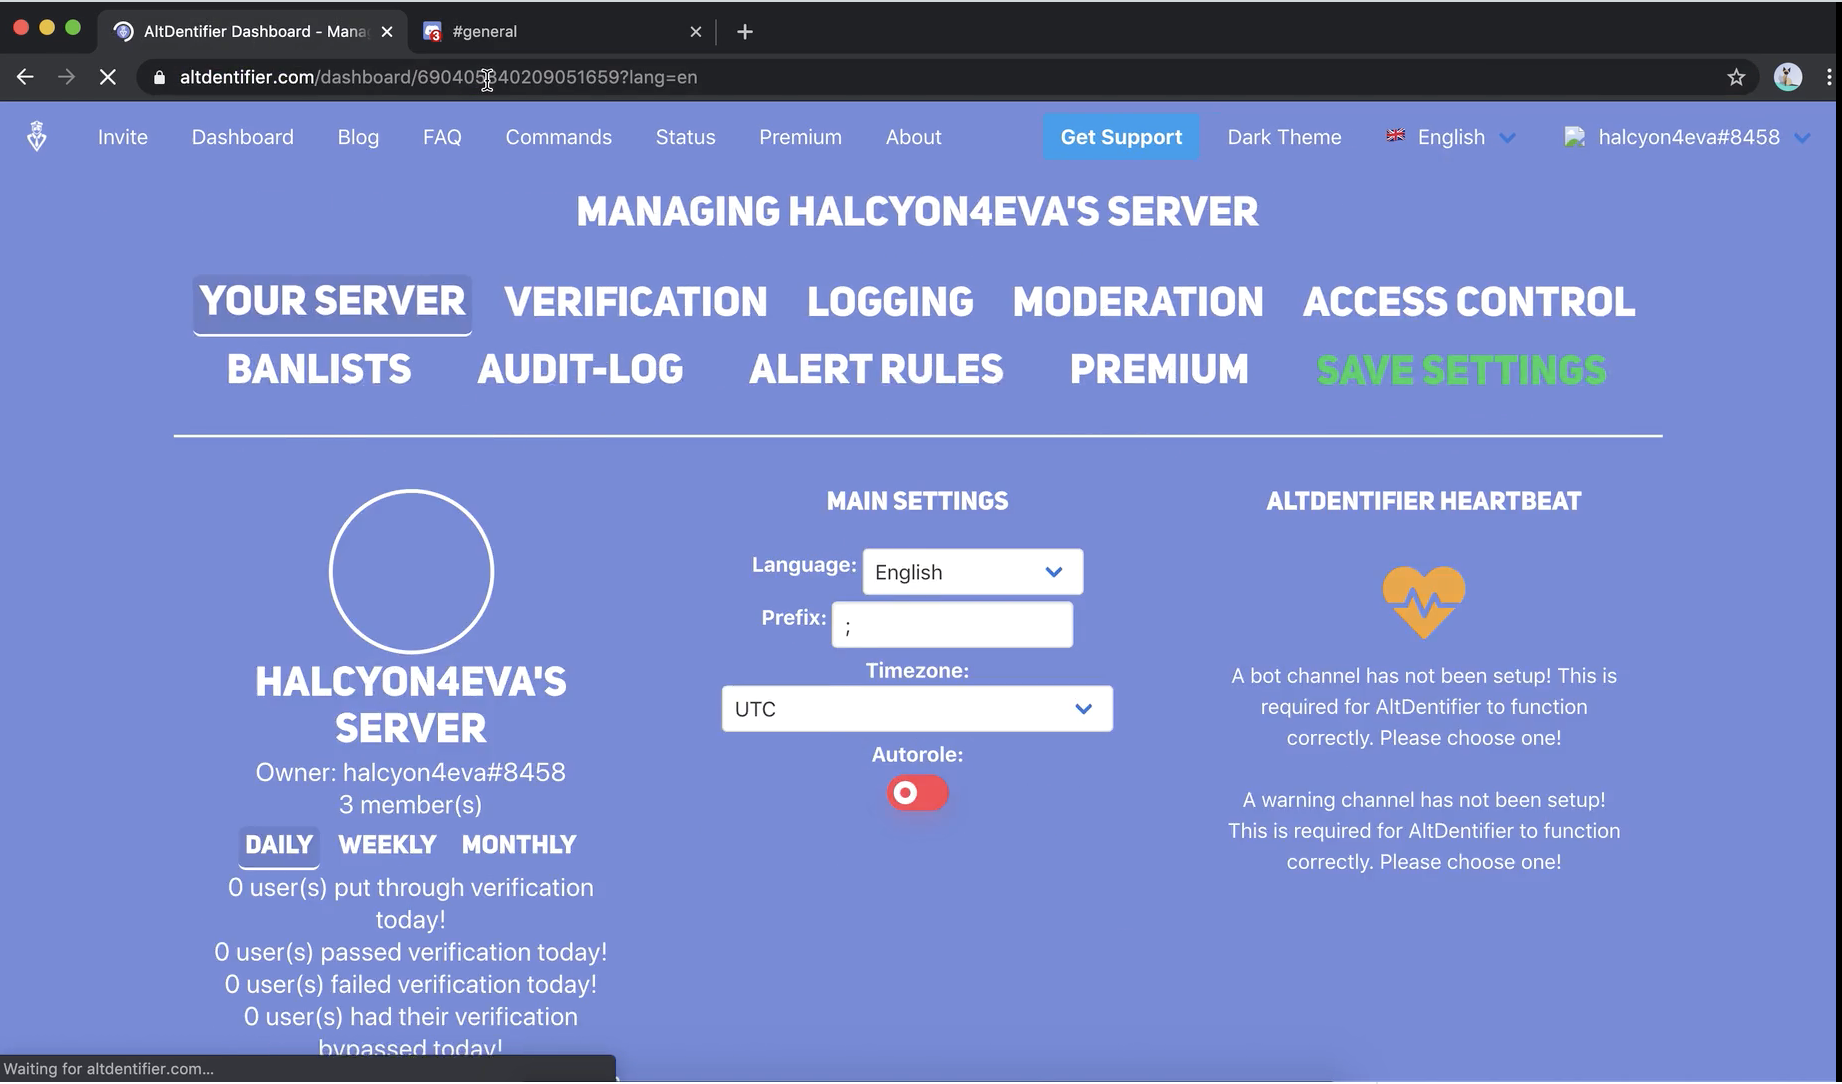 AltDentifier Dashboard - Mana
3
#general
altdentifier.com/dashboard/690405840209051659?lang=en
Invite
Dashboard
Blog
FAQ
Commands
Status
Premium
About
Get Support
Dark Theme
English
halcyon4eva#8458
MANAGING HALCYON4EVA'S SERVER
YOUR SERVER
VERIFICATION
LOGGING
MODERATION
ACCESS CONTROL
BANLISTS
AUDIT-LOG
ALERT RULES
PREMIUM
SAVE SETTINGS
HALCYON4EVA'S
SERVER
Owner: halcyon4eva#8458
3 member(s)
DAILY
WEEKLY
MONTHLY
0 user(s) put through verification
today!
0 user(s) passed verification today!
0 user(s) failed verification today!
0 user(s) had their verification
bypassed today!
MAIN SETTINGS
Language:
English
Prefix:
;
Timezone:
UTC
Autorole:
ALTDENTIFIER HEARTBEAT
A bot channel has not been setup! This is
required for AltDentifier to function
correctly. Please choose one!
A warning channel has not been setup!
This is required for AltDentifier to function
correctly. Please choose one!
Waiting for altdentifier.com...